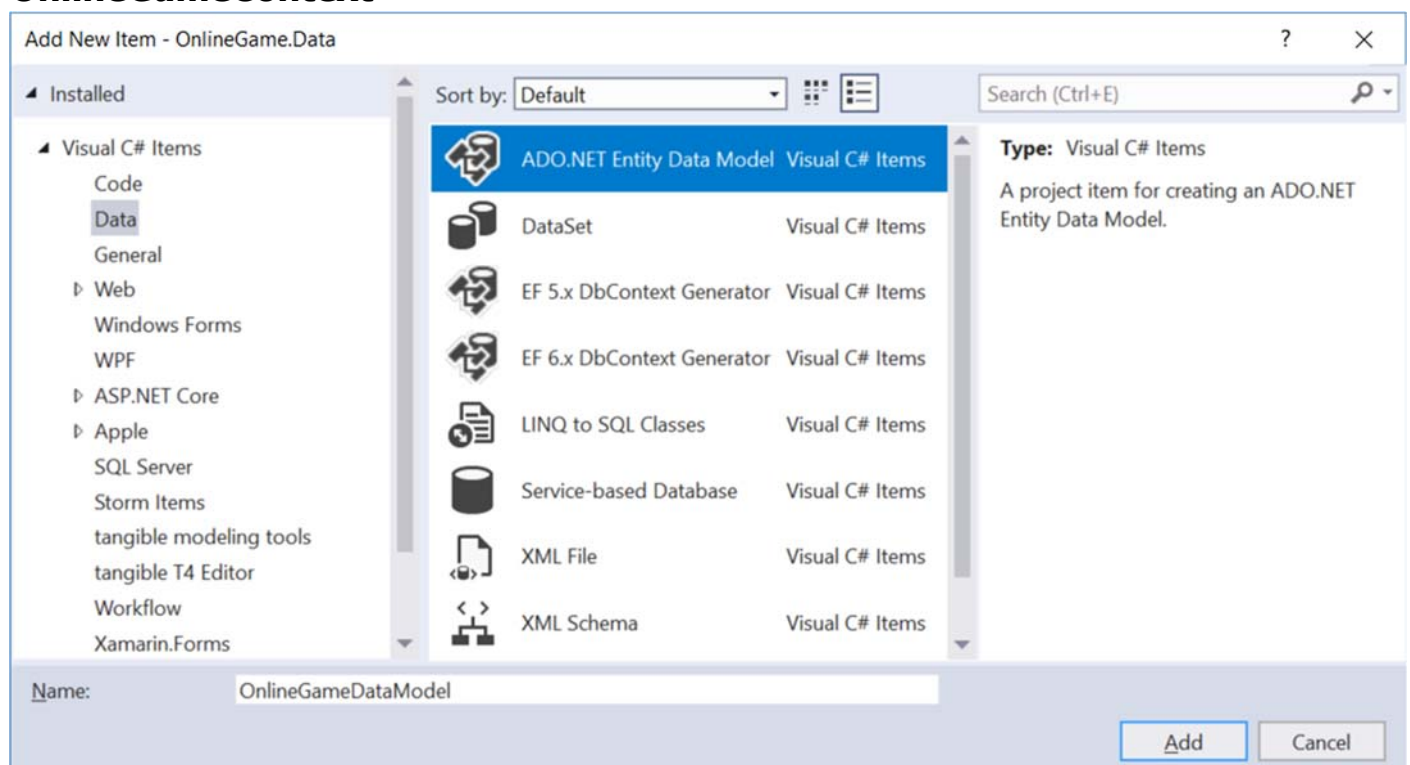 OnlineGameContext
Add New Item - OnlineGame.Data
?
Installed
Sort by: Default
Search (Ctrl+E)
Visual C# Items
Code
Data
General
Web
Windows Forms
WPF
ASP.NET Core
Apple
SQL Server
Storm Items
tangible modeling tools
tangible T4 Editor
Workflow
Xamarin.Forms
ADO.NET Entity Data Model Visual C# Items
DataSet Visual C# Items
EF 5.x DbContext Generator Visual C# Items
EF 6.x DbContext Generator Visual C# Items
LINQ to SQL Classes Visual C# Items
Service-based Database Visual C# Items
XML File Visual C# Items
XML Schema Visual C# Items
Type: Visual C# Items
A project item for creating an ADO.NET
Entity Data Model.
Name: OnlineGameDataModel
Add Cancel